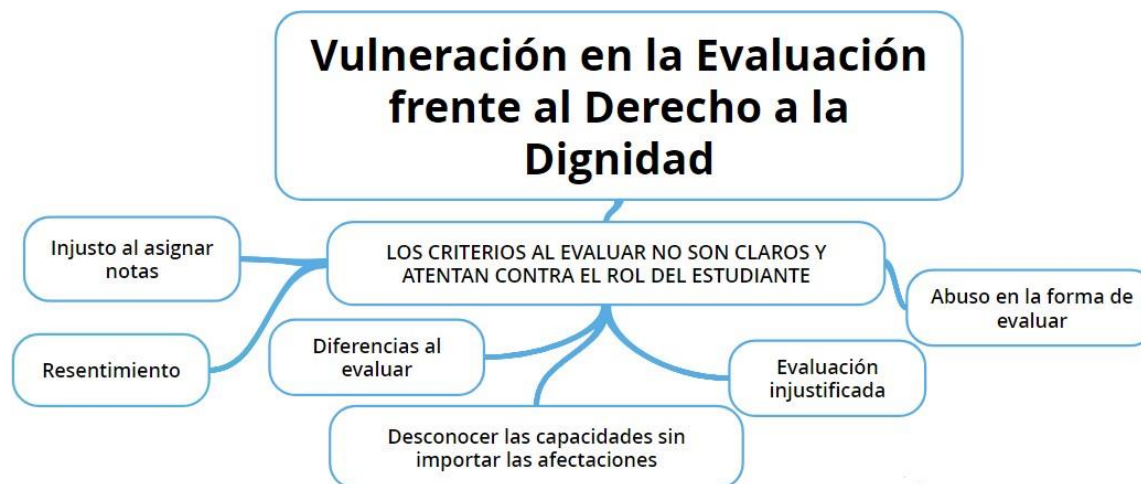 Vulneración en la Evaluación
frente al Derecho a la
Dignidad
LOS CRITERIOS AL EVALUAR NO SON CLAROS Y
ATENTAN CONTRA EL ROL DEL ESTUDIANTE
Injusto al asignar
notas
Resentimiento
Diferencias al
evaluar
Desconocer las capacidades sin
importar las afectaciones
Evaluación
injustificada
Abuso en la forma de
evaluar